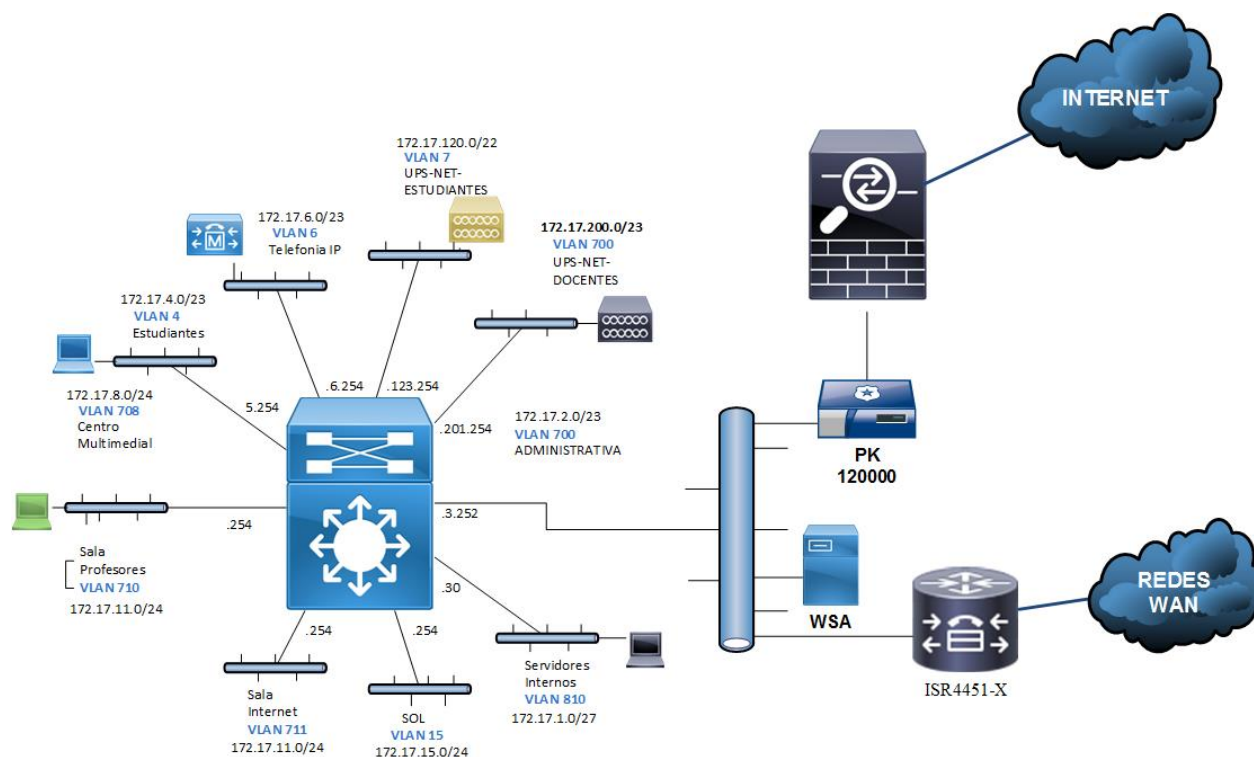 INTERNET
172.17.120.0/22
VLAN 7
UPS-NET-
ESTUDIANTES
172.17.6.0/23
VLAN 6
Telefonia IP
M
172.17.200.0/23
VLAN 700
UPS-NET-
DOCENTES
172.17.4.0/23
VLAN 4
Estudiantes
172.17.8.0/24
VLAN 708
Centro
Multimedial
5.254
.6.254
.123.254
.201.254
172.17.2.0/23
VLAN 700
ADMINISTRATIVA
PK
120000
.254
.3.252
Sala
Profesores
VLAN 710
172.17.11.0/24
.30
WSA
REDES
WAN
ISR4451-X
.254
.254
Sala
Internet
VLAN 711
172.17.11.0/24
SOL
VLAN 15
172.17.15.0/24
Servidores
Internos
VLAN 810
172.17.1.0/27